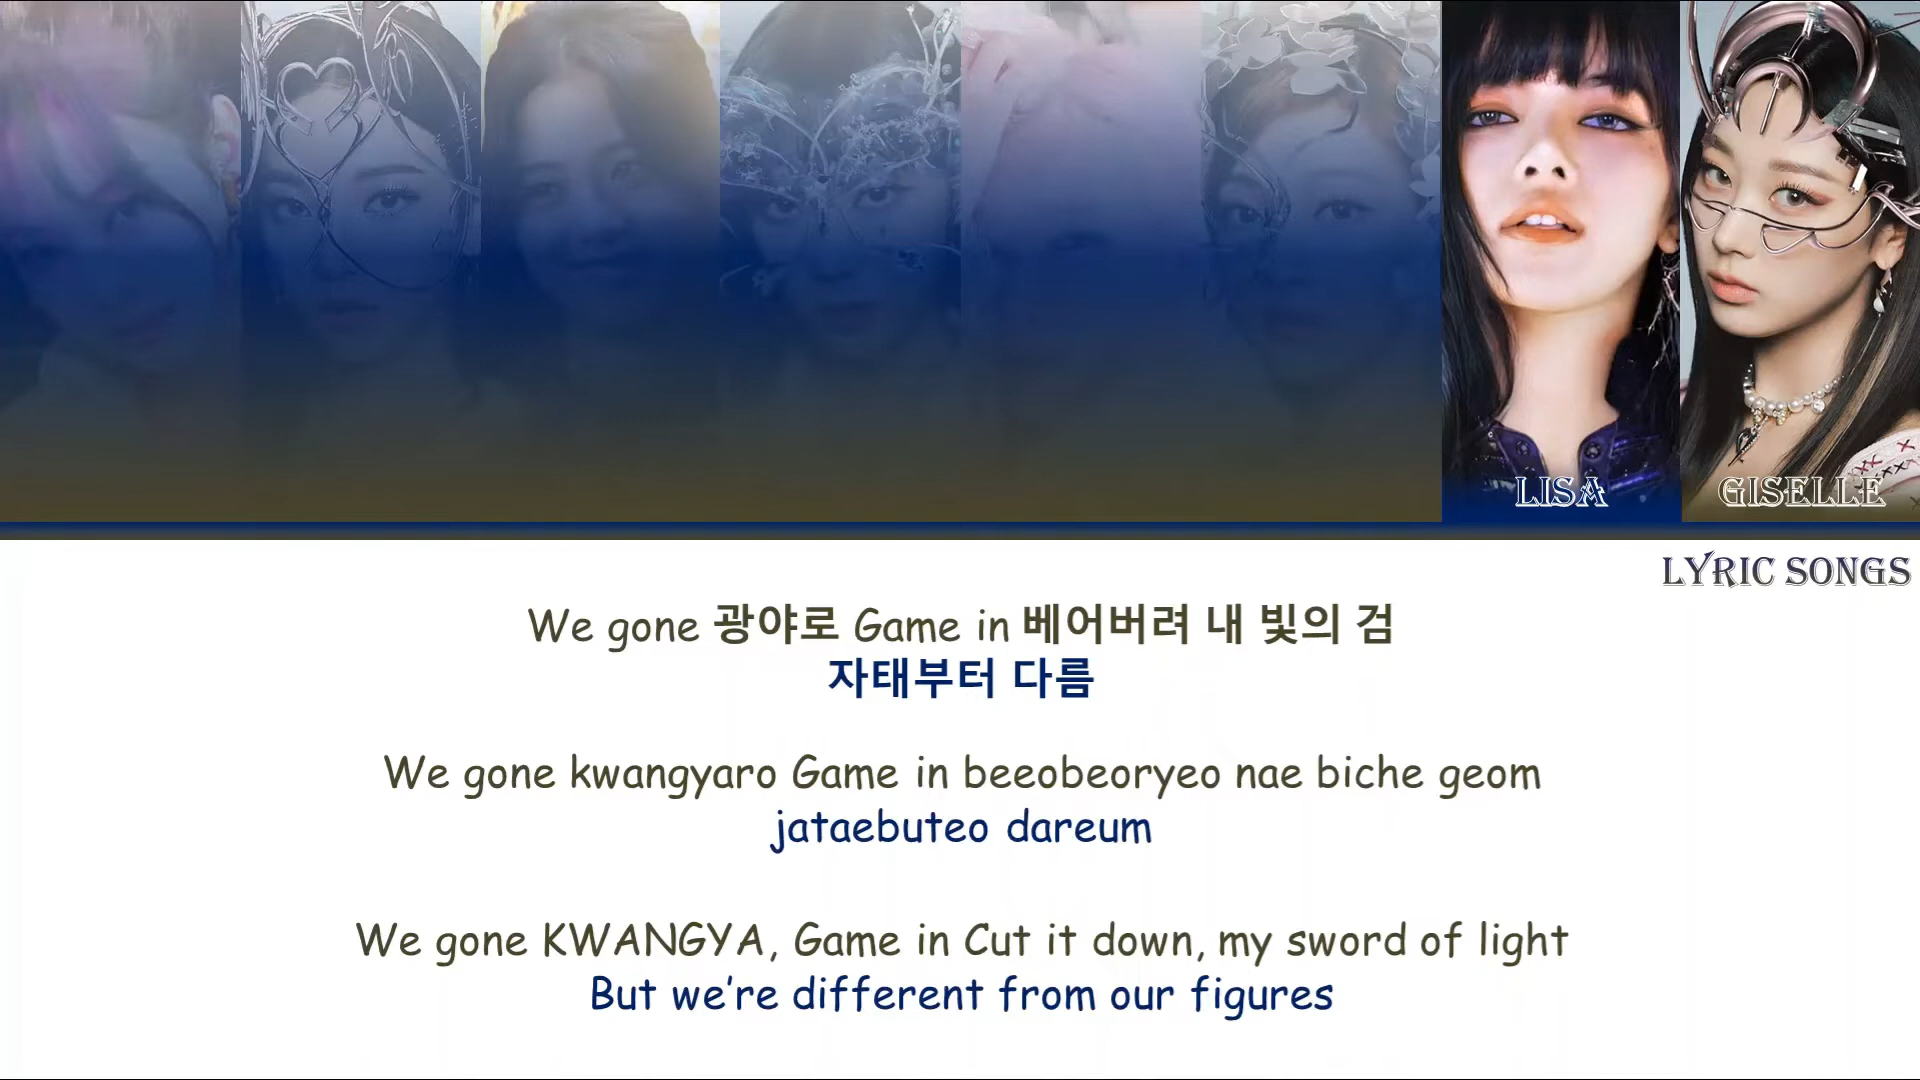 LISA
GISELLE
LYRIC SONGS
We gone 광야로 Game in 베어버려 내 빛의 검
자태부터 다름
We gone kwangyaro Game in beeobeoryeo nae biche geom
jataebuteo dareum
We gone KWANGYA, Game in Cut it down, my sword of light
But we’re different from our figures